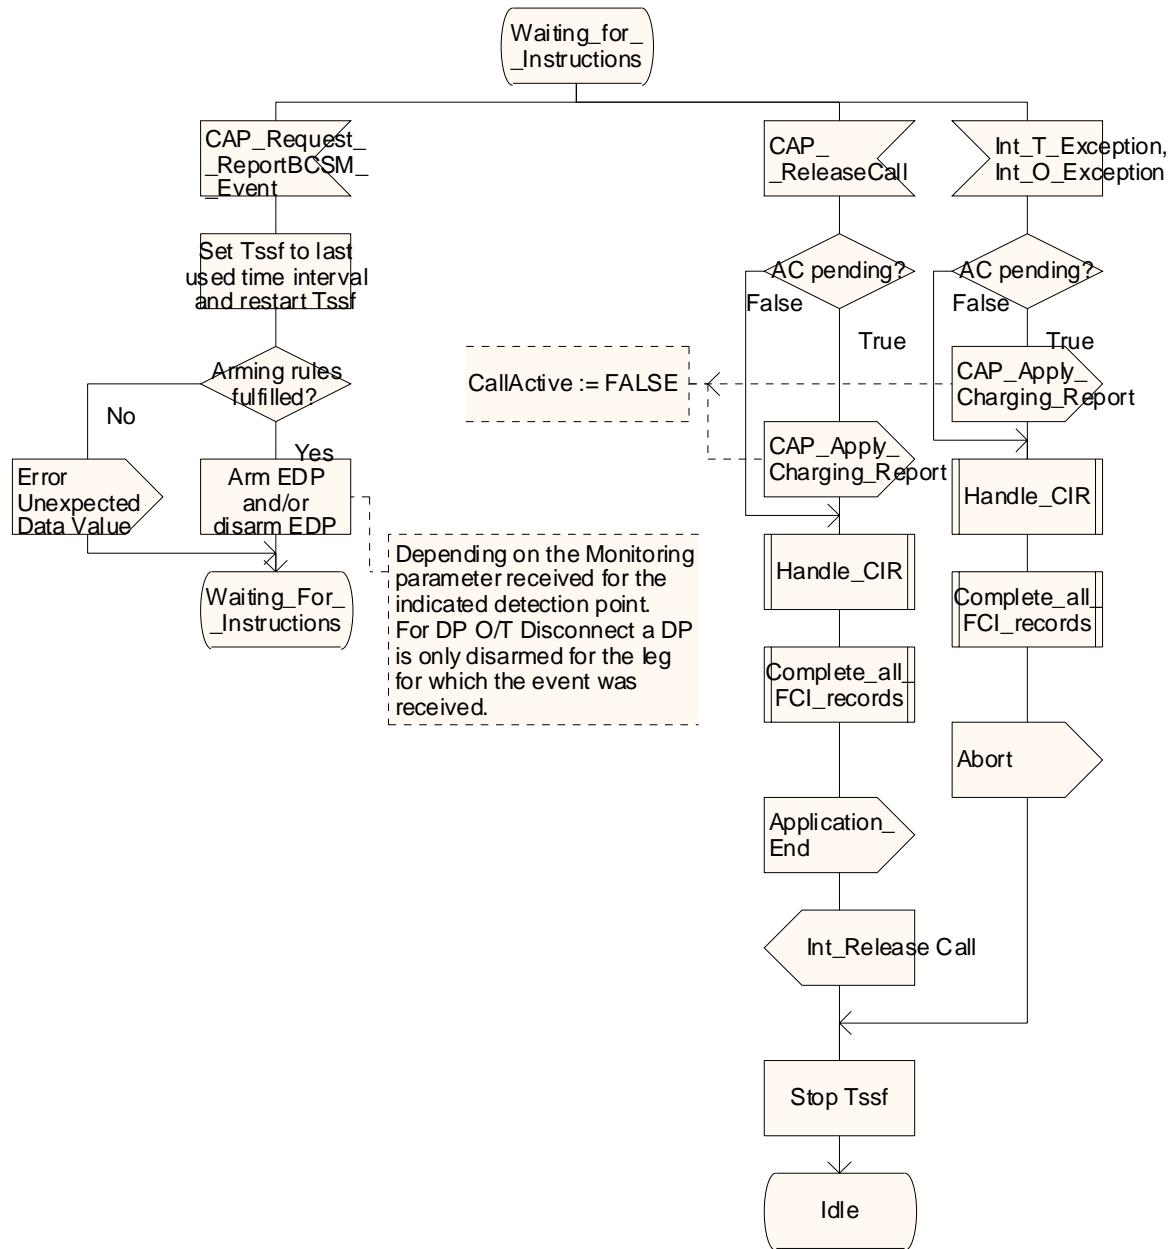 Waiting_for_
_Instructions
CAP_Request_
_ReportBCSM_
_Event
CAP_
_ReleaseCall
Int_T_Exception,
Int_O_Exception
Set Tssf to last
used time interval
and restart Tssf
AC pending?
AC pending?
False
False
True
True
Arming rules
fulfilled?
CallActive := FALSE
CAP_Apply_
Charging_Report
No
Yes
CAP_Apply_
Charging_Report
Error
Unexpected
Data Value
Arm EDP
and/or
disarm EDP
Handle_CIR
Depending on the Monitoring
parameter received for the
indicated detection point.
For DP O/T Disconnect a DP
is only disarmed for the leg
for which the event was
received.
Handle_CIR
Waiting_For_
_Instructions
Complete_all_
FCI_records
Complete_all_
FCI_records
Abort
Application_
End
Int_Release Call
Stop Tssf
Idle